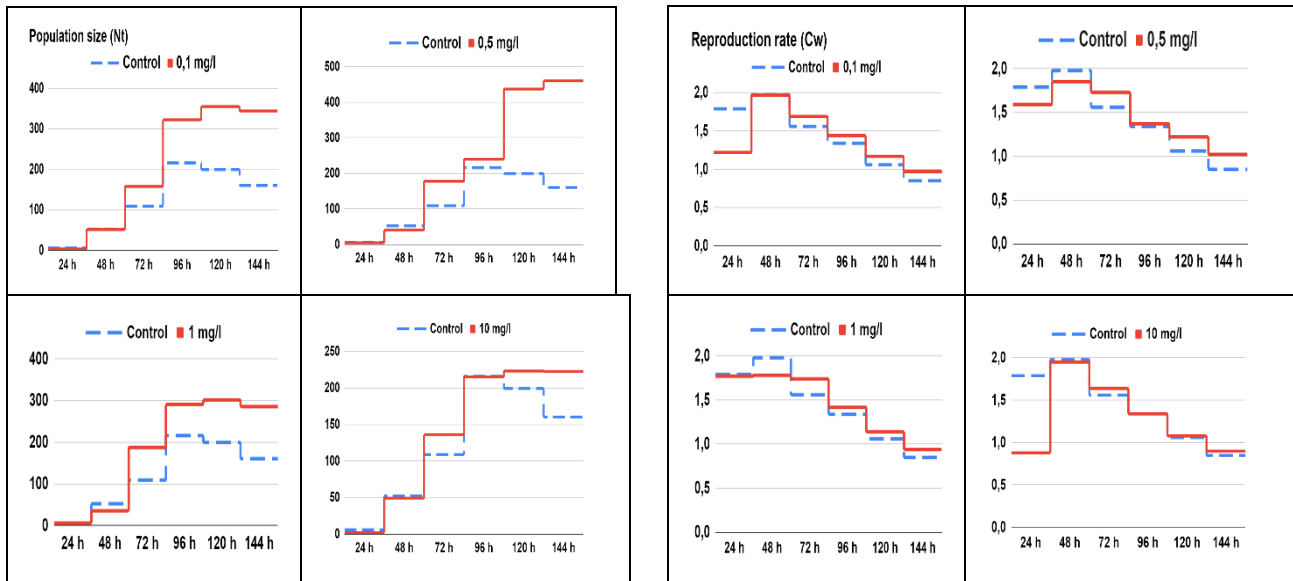 Population size (Nt)
Control 0,1 mg/l
400
300
200
100
0
24 h 48 h 72 h 96 h 120 h 144 h
Control 0,5 mg/l
500
400
300
200
100
0
24 h 48 h 72 h 96 h 120 h 144 h
Reproduction rate (Cw)
Control 0,1 mg/l
2,0
1,5
1,0
0,5
0,0
24 h 48 h 72 h 96 h 120 h 144 h
Control 0,5 mg/l
2,0
1,5
1,0
0,5
0,0
24 h 48 h 72 h 96 h 120 h 144 h
Control 1 mg/l
400
300
200
100
0
24 h 48 h 72 h 96 h 120 h 144 h
Control 10 mg/l
250
200
150
100
50
0
24 h 48 h 72 h 96 h 120 h 144 h
Control 1 mg/l
2,0
1,5
1,0
0,5
0,0
24 h 48 h 72 h 96 h 120 h 144 h
Control 10 mg/l
2,0
1,5
1,0
0,5
0,0
24 h 48 h 72 h 96 h 120 h 144 h